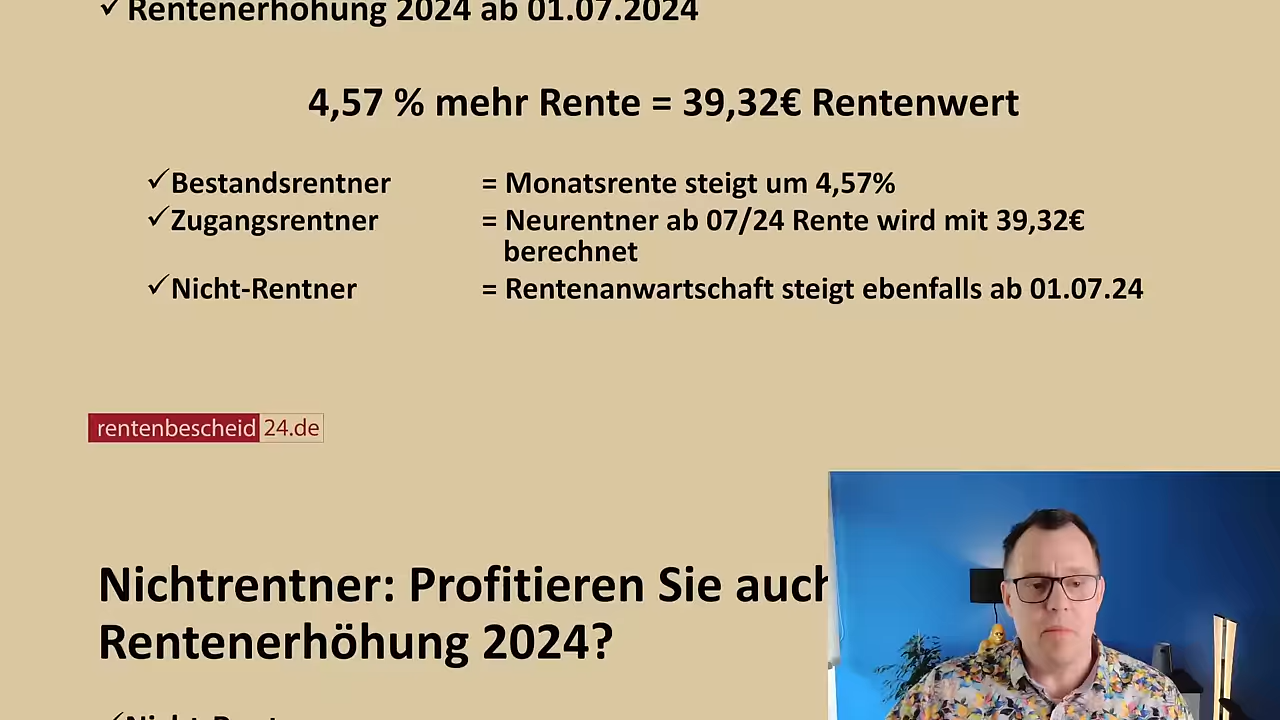 ✓ Rentenerhöhung 2024 ab 01.07.2024
4,57 % mehr Rente = 39,32€ Rentenwert
✓ Bestandsrentner = Monatsrente steigt um 4,57%
✓ Zugangsrentner = Neurentner ab 07/24 Rente wird mit 39,32€
berechnet
✓ Nicht-Rentner = Rentenanwartschaft steigt ebenfalls ab 01.07.24
rentenbescheid 24.de
Nichtrentner: Profitieren Sie auch
Rentenerhöhung 2024?